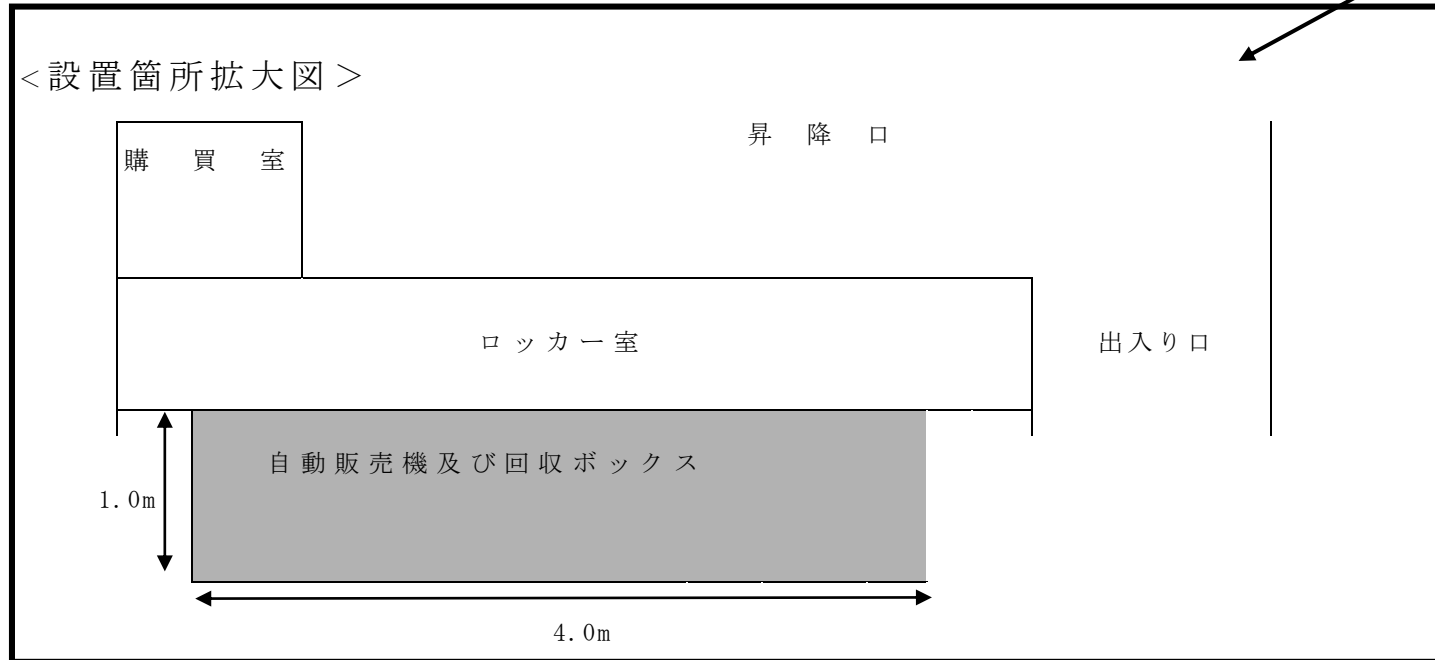 <設置箇所拡大図＞
昇降口
購買室
ロッカー室
出入り口
自動販売機及び回収ボックス
1.0m
4.0m